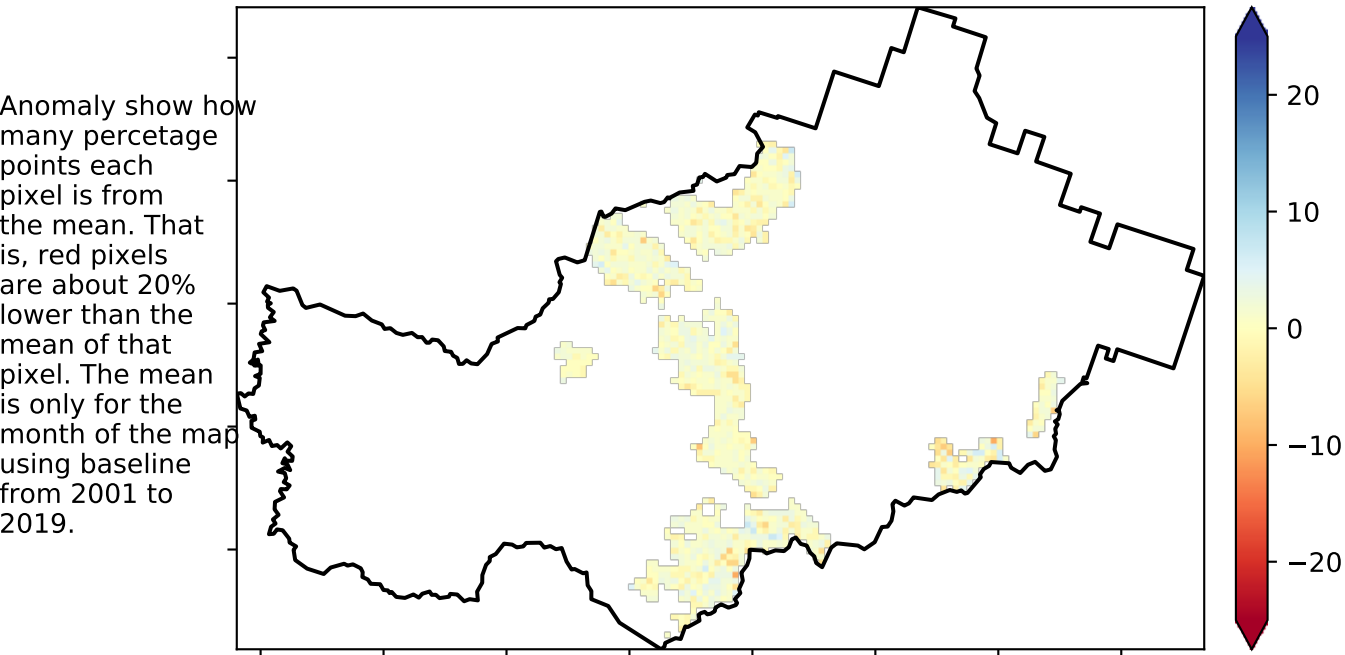 Anomaly show how
many percetage
points each
pixel is from
the mean. That
is, red pixels
are about 20%
lower than the
mean of that
pixel. The mean
is only for the
month of the map
using baseline
from 2001 to
2019.
20
10
0
−10
−20